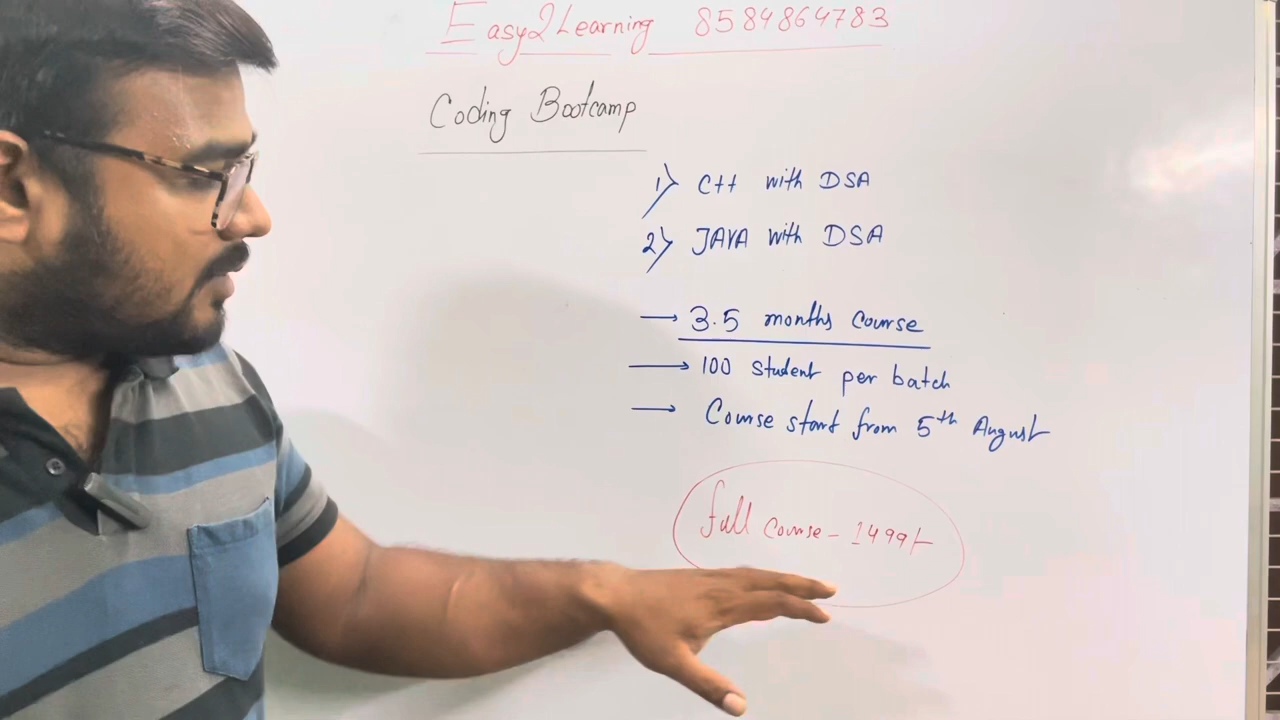 Easy2Learning 8584864783
Coding Bootcamp
1) C++ with DSA
2) JAVA with DSA
→ 3.5 months Course
→ 100 student per batch
→ Course start from 5th August
full course - 1499/-